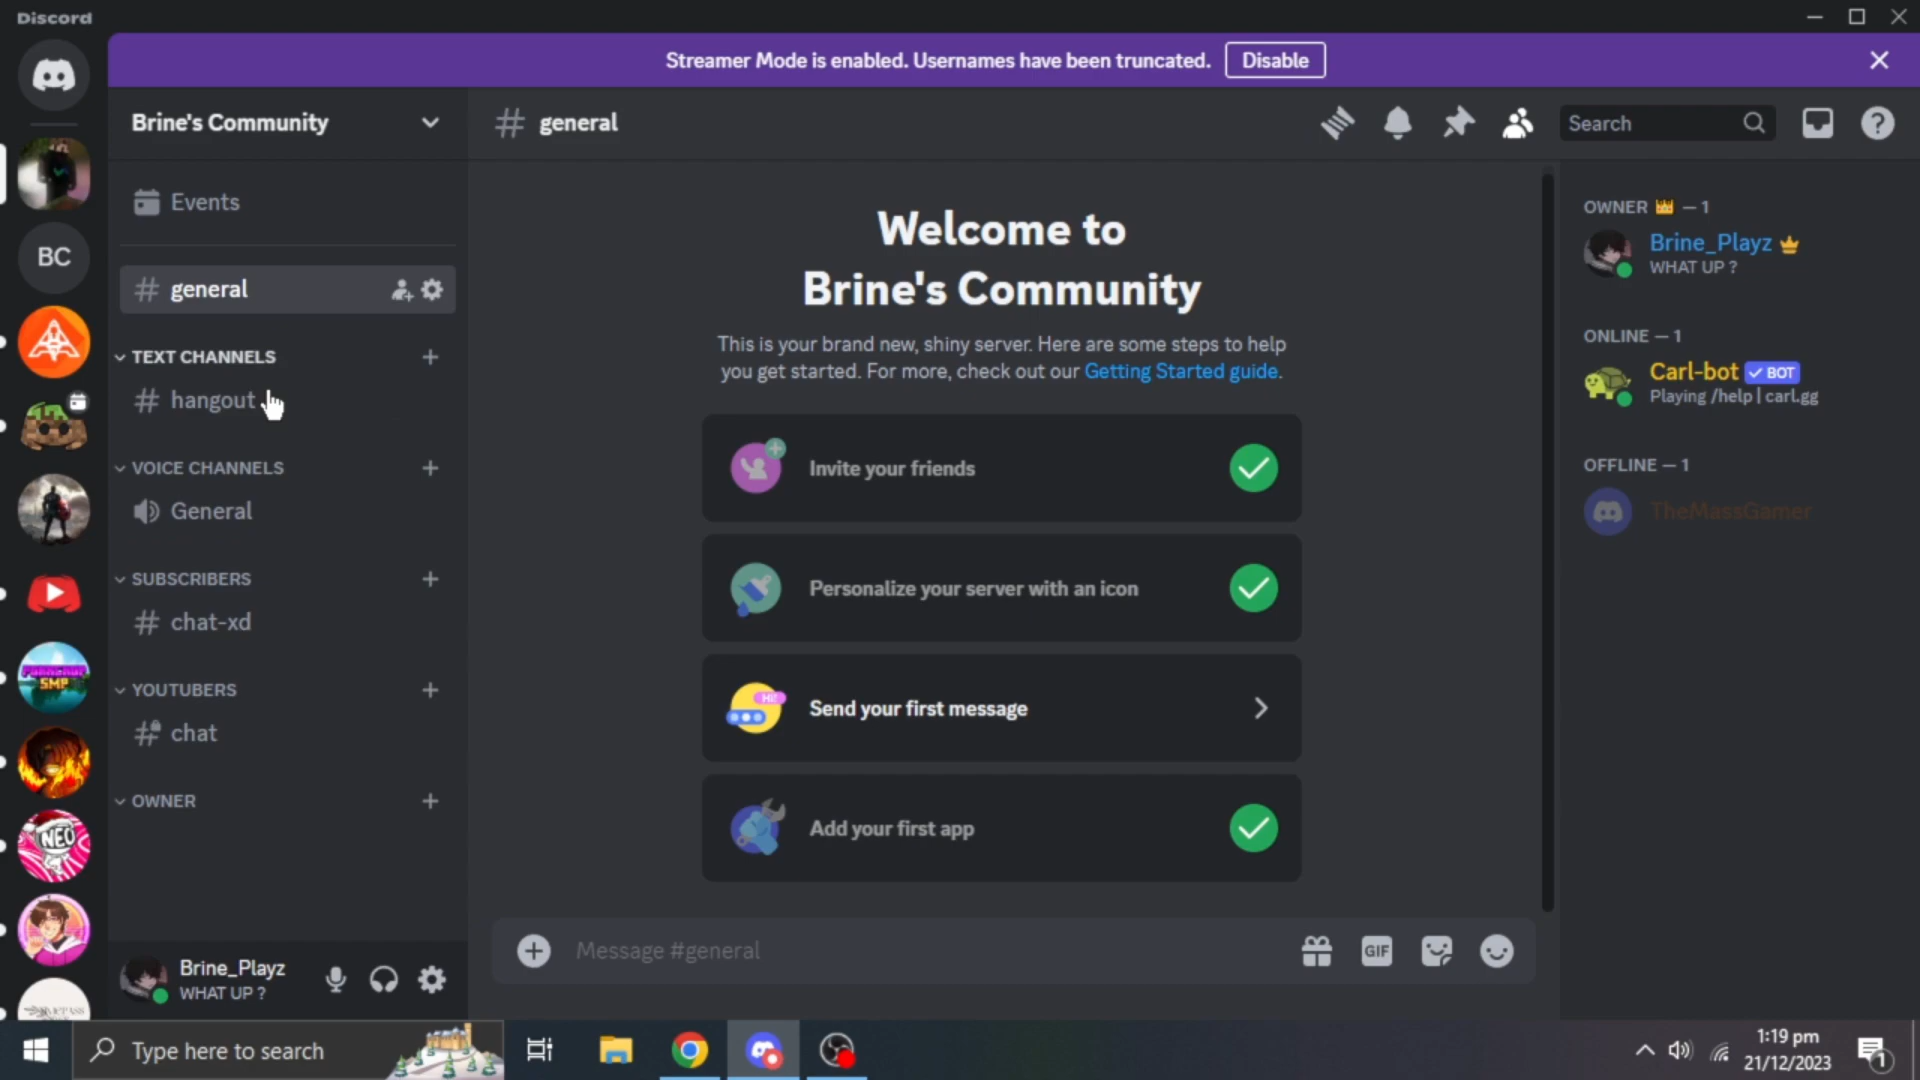 Discord
Streamer Mode is enabled. Usernames have been truncated.
Disable
Brine's Community
general
Search
Events
BC
general
TEXT CHANNELS
hangout
VOICE CHANNELS
General
SUBSCRIBERS
chat-xd
YOUTUBERS
chat
OWNER
SMP
NEO
Brine_Playz
WHAT UP ?
Welcome to
Brine's Community
This is your brand new, shiny server. Here are some steps to help
you get started. For more, check out our Getting Started guide.
Invite your friends
Personalize your server with an icon
Hi!
Send your first message
Add your first app
Message #general
GIF
OWNER — 1
Brine_Playz
WHAT UP ?
ONLINE — 1
Carl-bot BOT
Playing /help | carl.gg
OFFLINE — 1
TheMassGamer
Type here to search
1:19 pm
21/12/2023
1